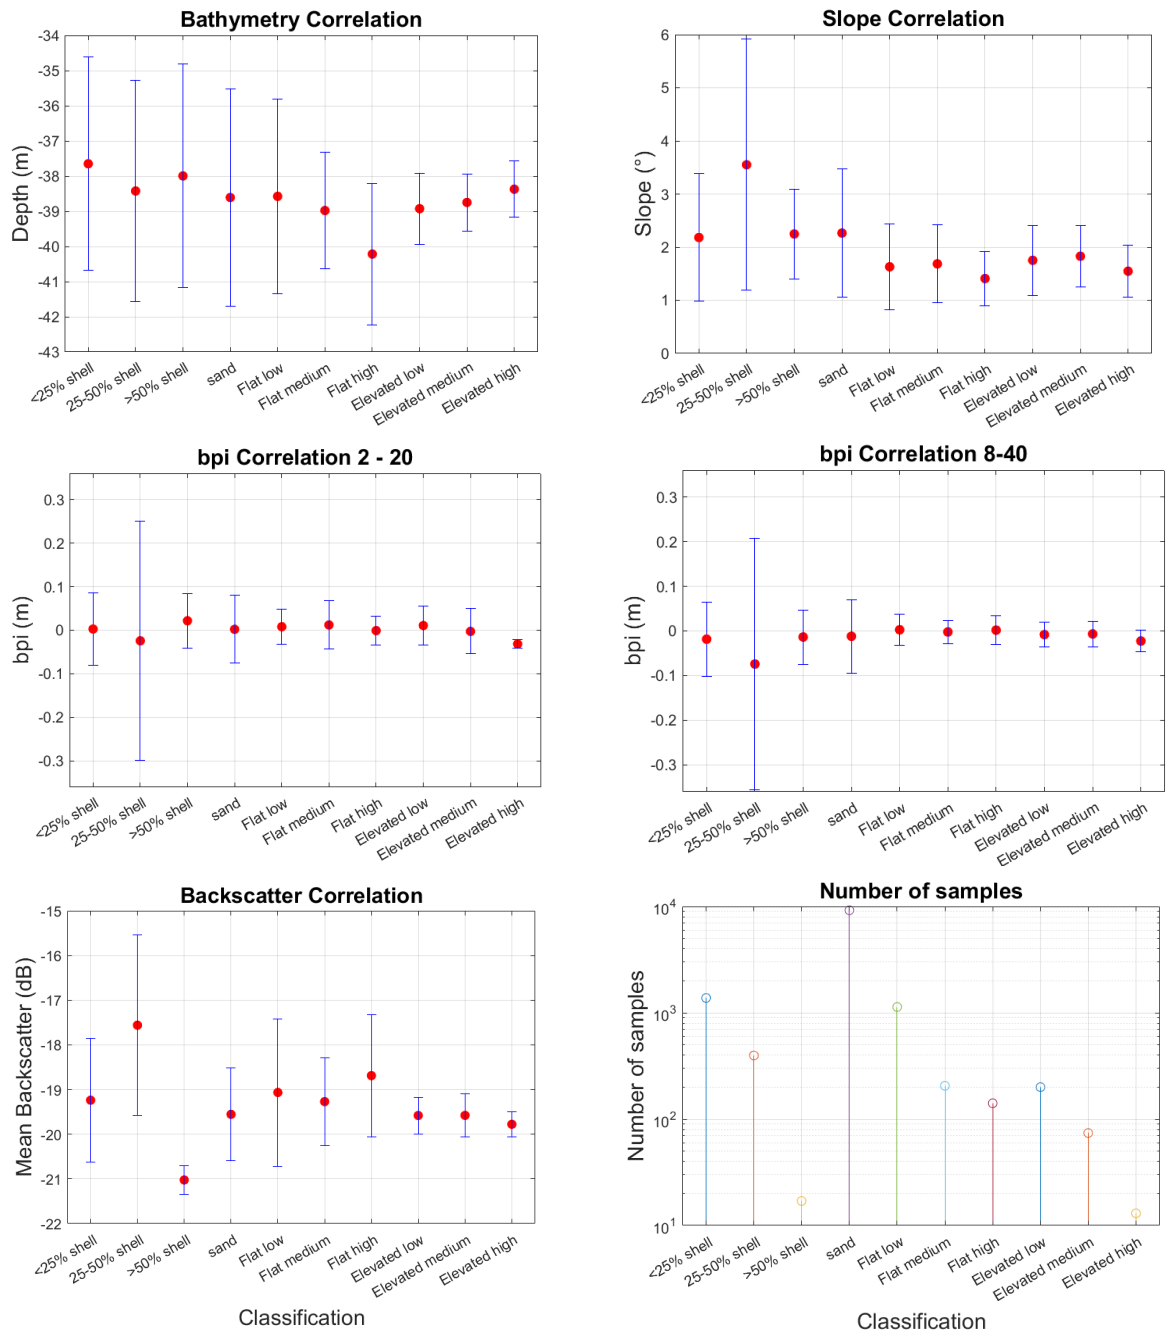 Bathymetry Correlation
-34
-35
-36
-37
-38
-39
-40
-41
-42
-43
Depth (m)
<25% shell
25-50% shell
>50% shell
sand
Flat low
Flat medium
Flat high
Elevated low
Elevated medium
Elevated high
Slope Correlation
6
5
4
3
2
1
0
Slope (°)
<25% shell
25-50% shell
>50% shell
sand
Flat low
Flat medium
Flat high
Elevated low
Elevated medium
Elevated high
bpi Correlation 2 - 20
0.3
0.2
0.1
0
-0.1
-0.2
-0.3
bpi (m)
<25% shell
25-50% shell
>50% shell
sand
Flat low
Flat medium
Flat high
Elevated low
Elevated medium
Elevated high
bpi Correlation 8-40
0.3
0.2
0.1
0
-0.1
-0.2
-0.3
bpi (m)
<25% shell
25-50% shell
>50% shell
sand
Flat low
Flat medium
Flat high
Elevated low
Elevated medium
Elevated high
Backscatter Correlation
-15
-16
-17
-18
-19
-20
-21
-22
Mean Backscatter (dB)
<25% shell
25-50% shell
>50% shell
sand
Flat low
Flat medium
Flat high
Elevated low
Elevated medium
Elevated high
Classification
Number of samples
10^4
10^3
10^2
10^1
Number of samples
<25% shell
25-50% shell
>50% shell
sand
Flat low
Flat medium
Flat high
Elevated low
Elevated medium
Elevated high
Classification